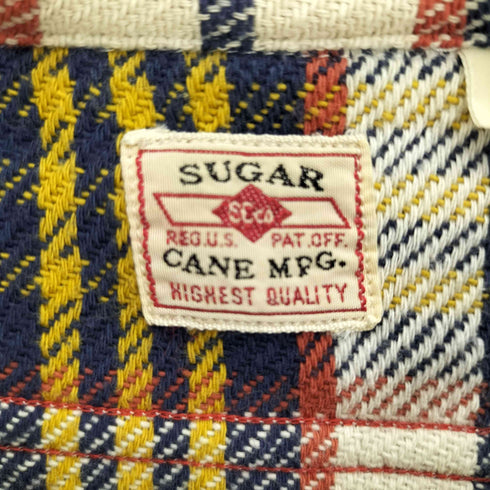 SUGAR
SCCo
REG.U.S. PAT.OFF.
CANE MFG.
HIGHEST QUALITY